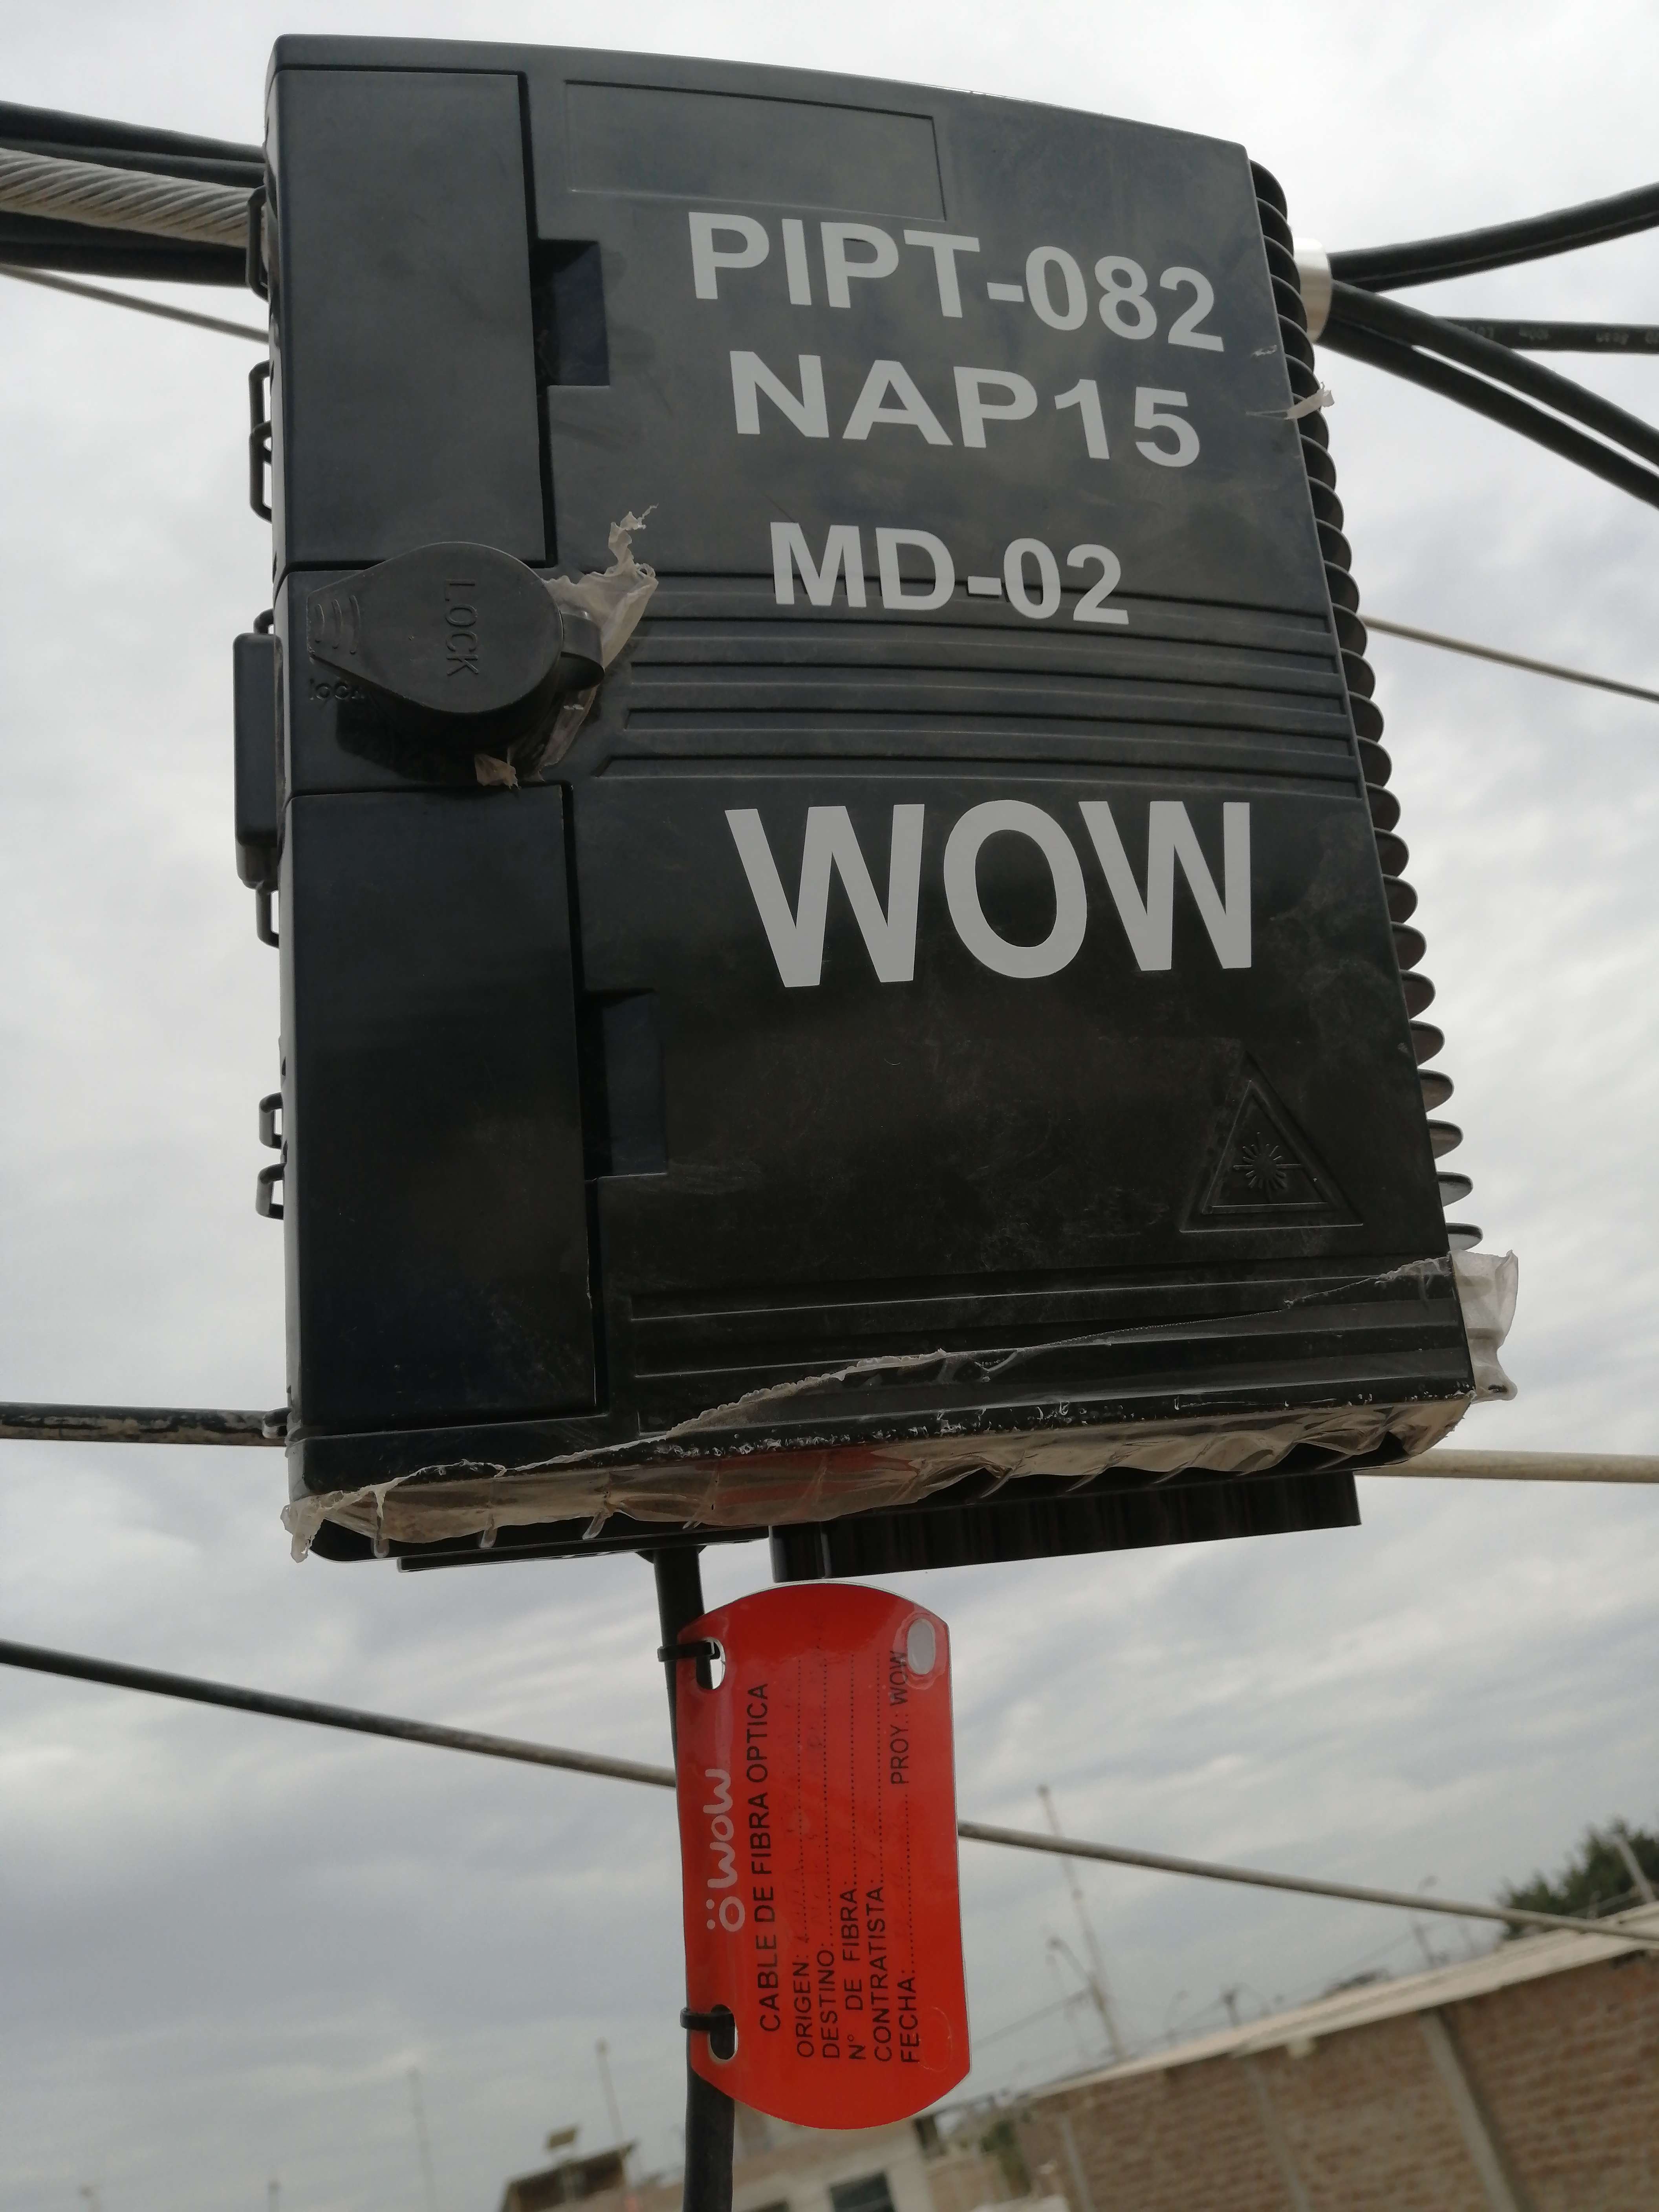 PIPT-082
NAP15
MD-02
LOCK
WOW
wow
CABLE DE FIBRA OPTICA
ORIGEN:
DESTINO:
N° DE FIBRA:
CONTRATISTA:
FECHA: PROY.: WOW